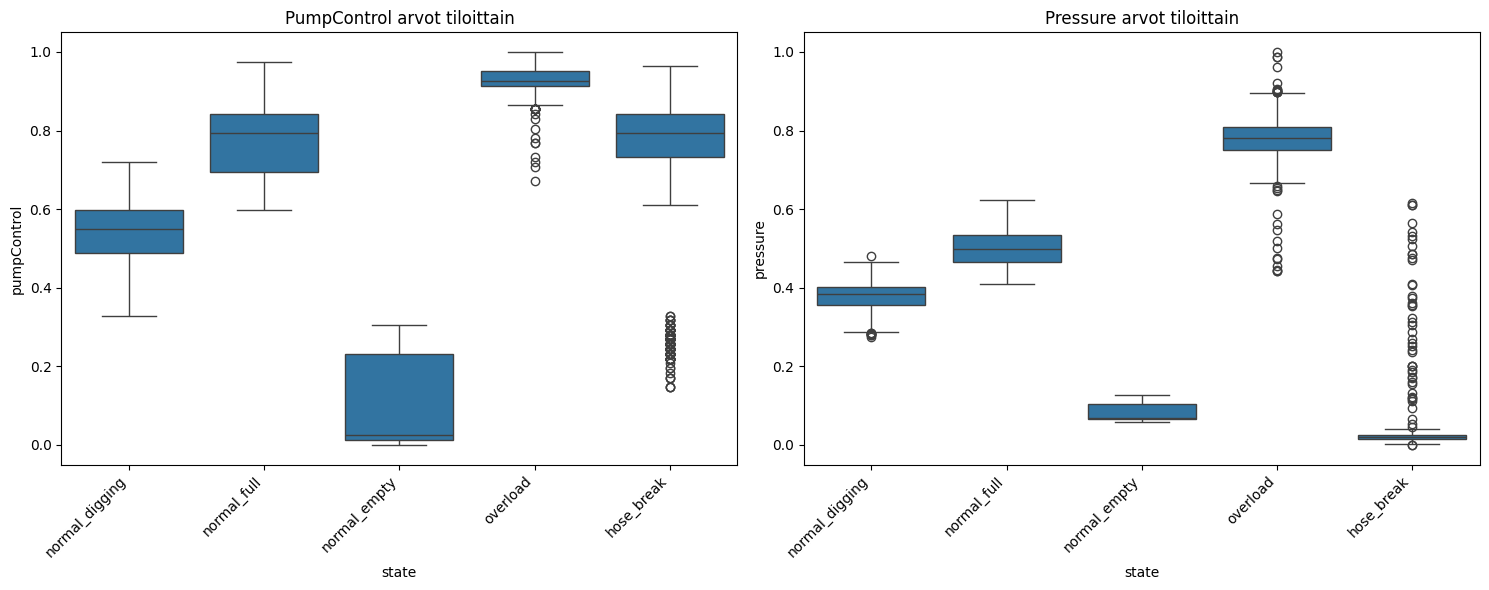 PumpControl arvot tiloittain
pumpControl
1.0
0.8
0.6
0.4
0.2
0.0
normal_digging
normal_full
normal_empty
overload
hose_break
state
Pressure arvot tiloittain
pressure
1.0
0.8
0.6
0.4
0.2
0.0
normal_digging
normal_full
normal_empty
overload
hose_break
state